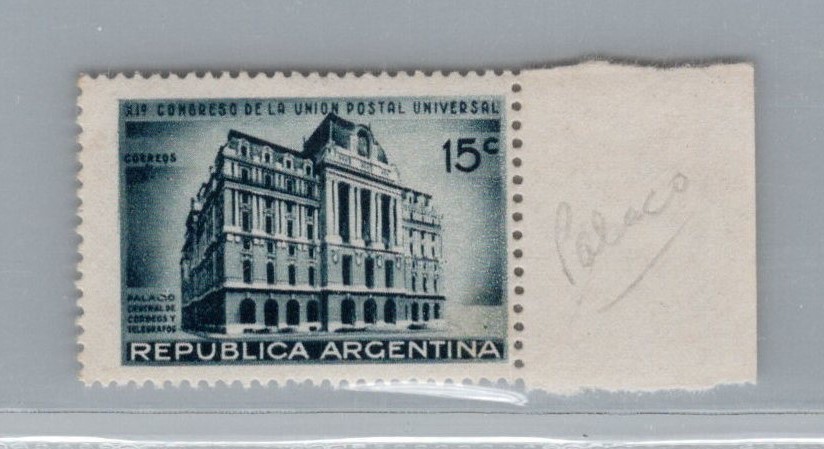 XIº CONGRESO DE LA UNION POSTAL UNIVERSAL
CORREOS
15c
PALACIO
CENTRAL DE
CORREOS Y
TELEGRAFOS
REPUBLICA ARGENTINA
Palaco